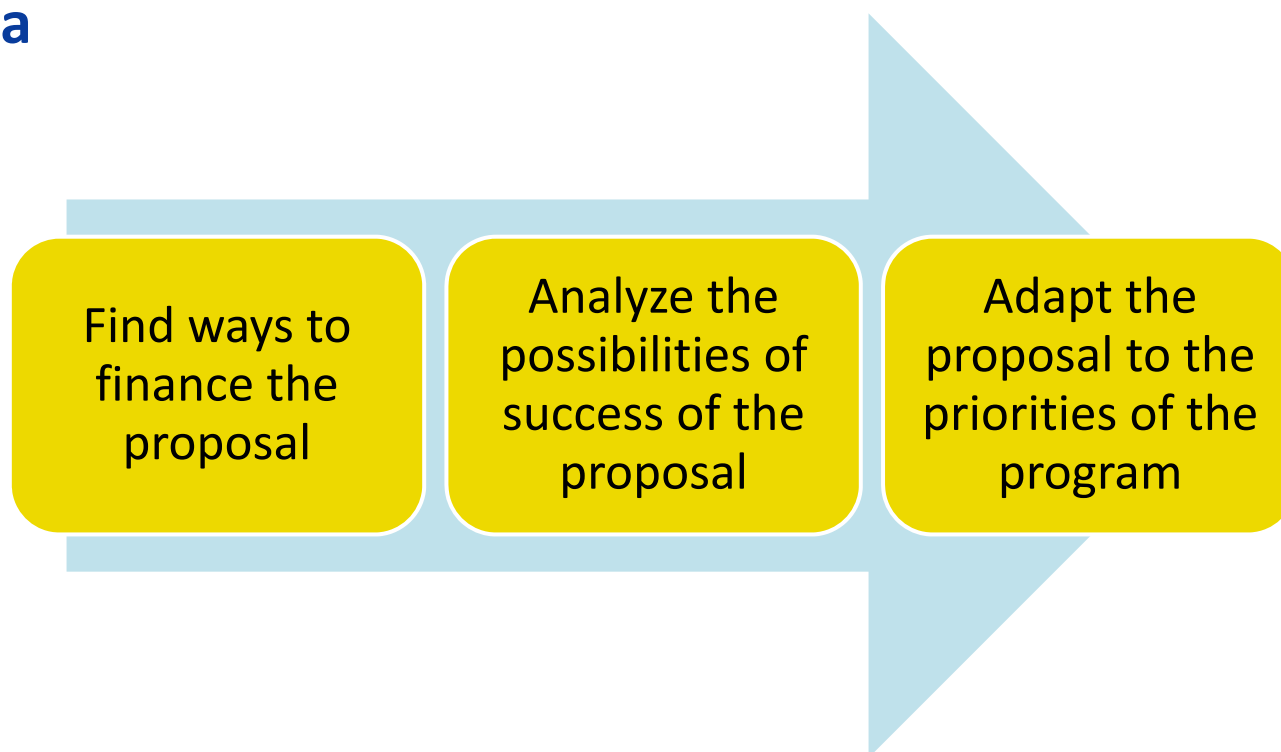 a
Find ways to
finance the
proposal
Analyze the
possibilities of
success of the
proposal
Adapt the
proposal to the
priorities of the
program